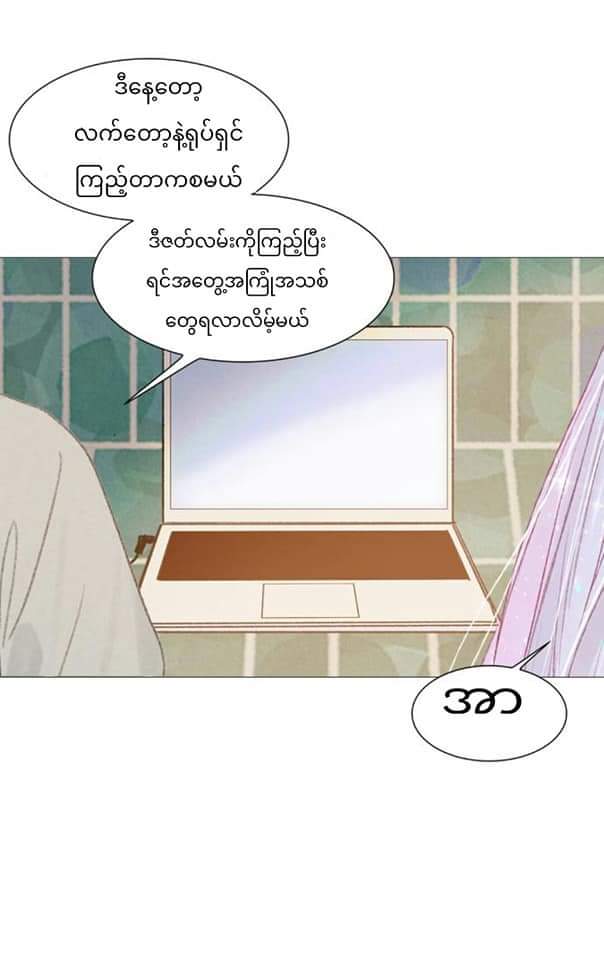 ဒီနေ့တော့
လက်တော့နဲ့ရုပ်ရှင်
ကြည့်တာကစမယ်
ဒီဇတ်လမ်းကိုကြည့်ပြီး
ရင်အတွေ့အကြုံအသစ်
တွေရလာလိမ့်မယ်
အာ